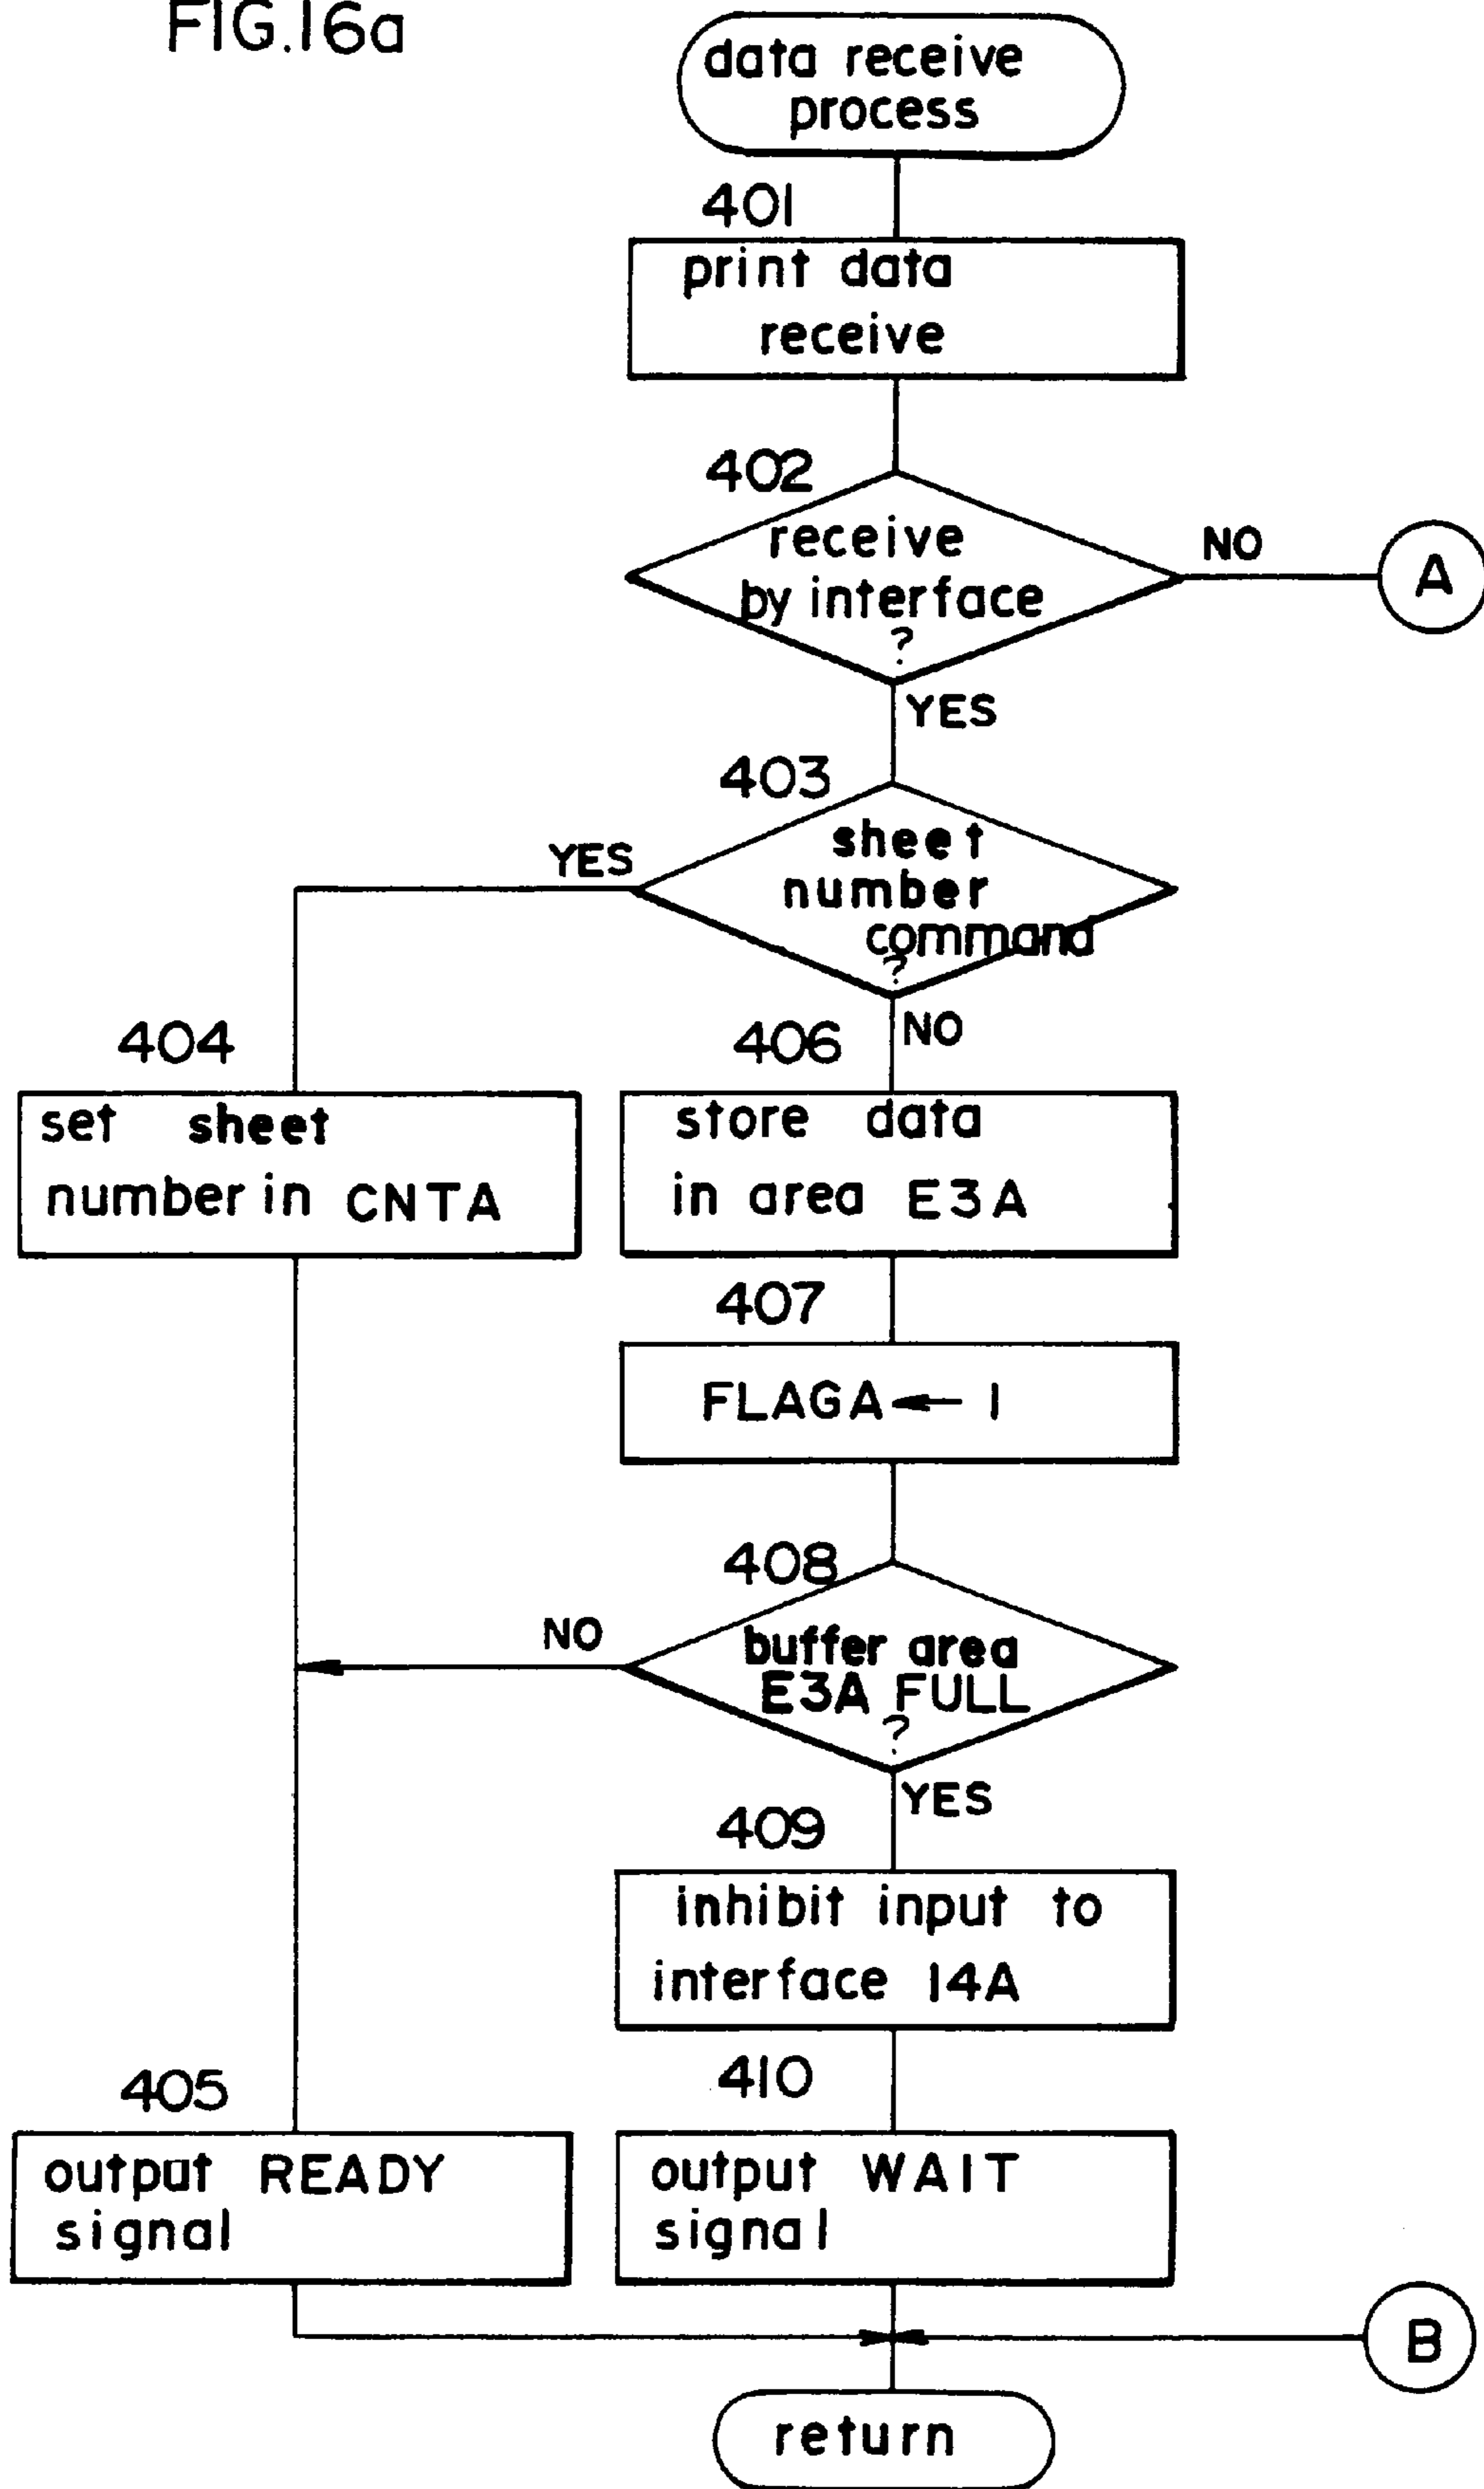 FIG.16a
data receive
process
401
print data
receive
402
receive
by interface
?
NO
A
YES
403
sheet
number
command
?
YES
NO
404
set sheet
number in CNTA
406
store data
in area E3A
407
FLAGA ← 1
408
buffer area
E3A FULL
?
NO
YES
409
inhibit input to
interface 14A
405
output READY
signal
410
output WAIT
signal
B
return